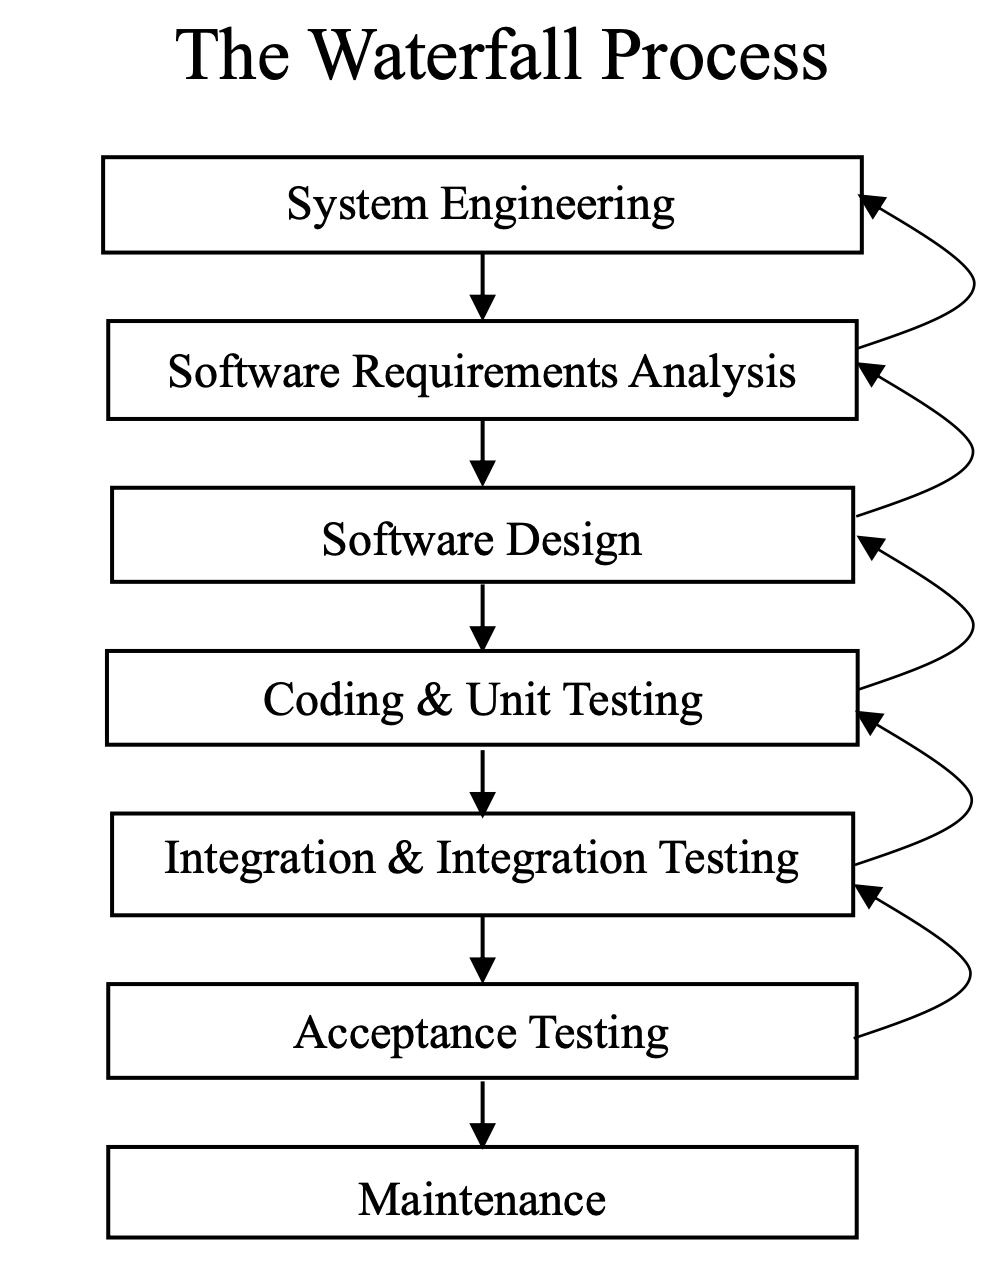 The Waterfall Process
System Engineering
Software Requirements Analysis
Software Design
Coding & Unit Testing
Integration & Integration Testing
Acceptance Testing
Maintenance